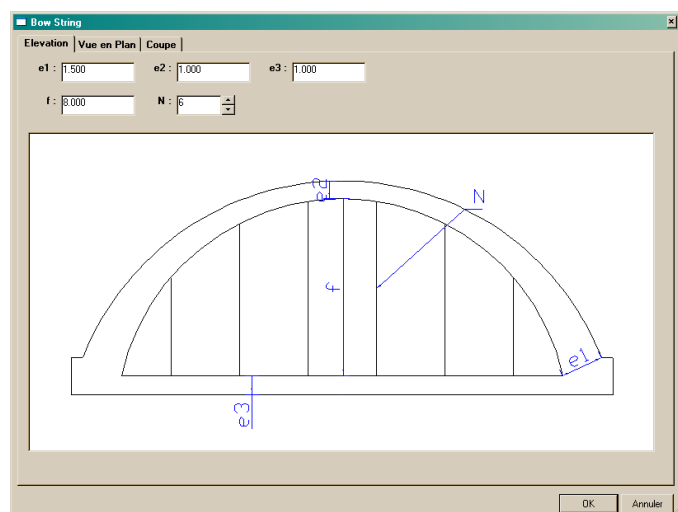 Bow String
Elevation Vue en Plan Coupe
e1 : 1.500 e2 : 1.000 e3 : 1.000
f : 8.000 N : 6
e2
N
f
e1
e3
OK Annuler